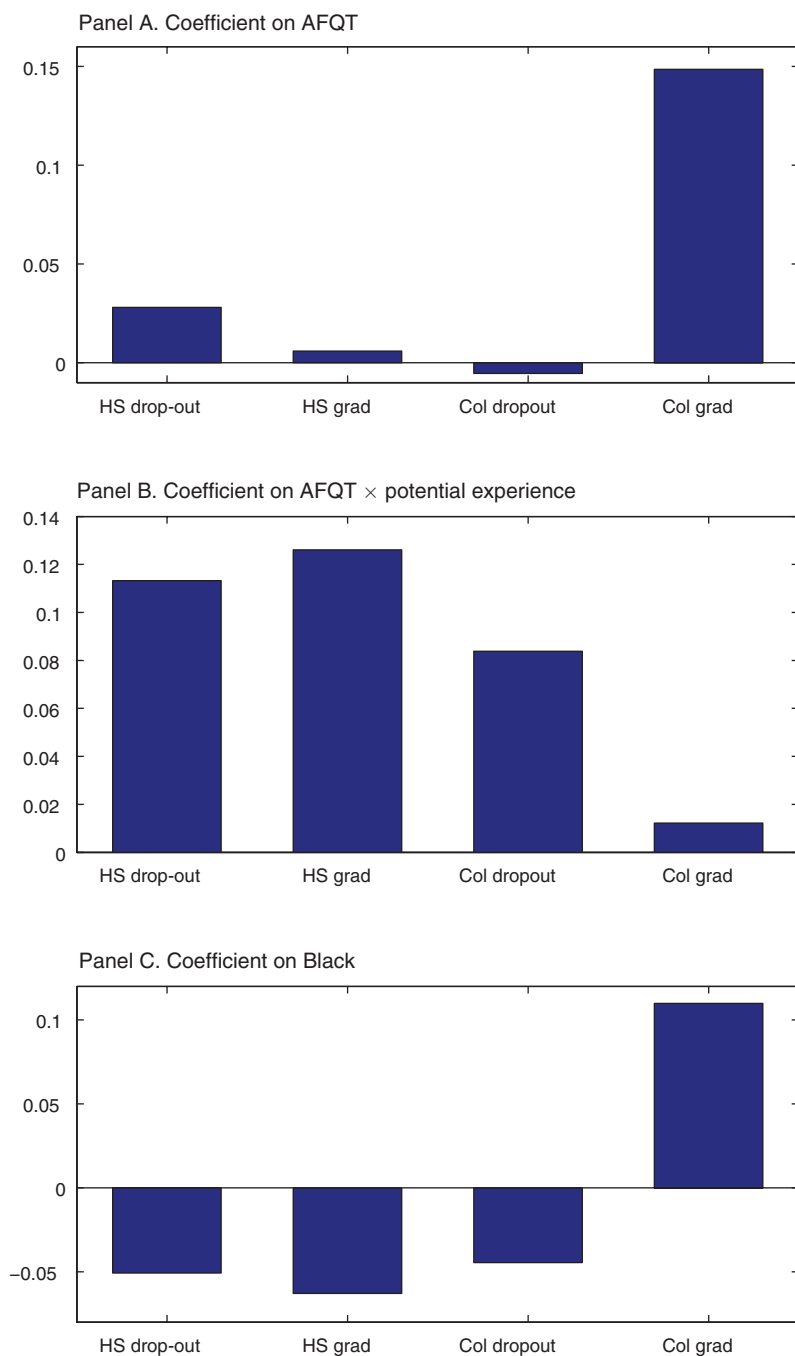 Panel A. Coefficient on AFQT
0.15
0.1
0.05
0
HS drop-out HS grad Col dropout Col grad
Panel B. Coefficient on AFQT × potential experience
0.14
0.12
0.1
0.08
0.06
0.04
0.02
0
HS drop-out HS grad Col dropout Col grad
Panel C. Coefficient on Black
0.1
0.05
0
−0.05
HS drop-out HS grad Col dropout Col grad